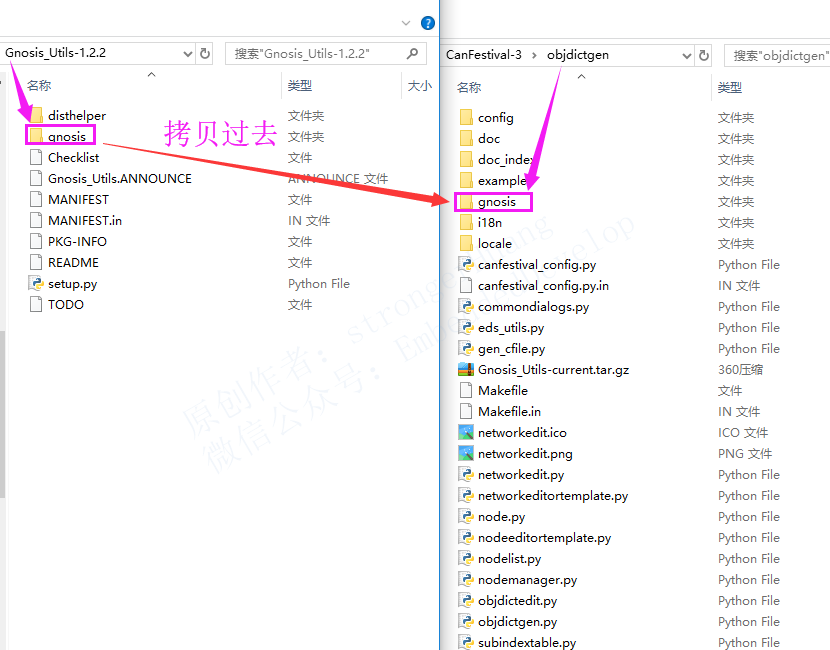 Gnosis_Utils-1.2.2
搜索"Gnosis_Utils-1.2.2"
名称
类型
大小
disthelper
文件夹
gnosis
文件夹
Checklist
文件
Gnosis_Utils.ANNOUNCE
ANNOUNCE 文件
MANIFEST
文件
MANIFEST.in
IN 文件
PKG-INFO
文件
README
文件
setup.py
Python File
TODO
文件
拷贝过去
CanFestival-3
objdictgen
搜索"objdictgen"
名称
类型
config
文件夹
doc
文件夹
doc_index
文件夹
example
文件夹
gnosis
文件夹
i18n
文件夹
locale
文件夹
canfestival_config.py
Python File
canfestival_config.py.in
IN 文件
commondialogs.py
Python File
eds_utils.py
Python File
gen_cfile.py
Python File
Gnosis_Utils-current.tar.gz
360压缩
Makefile
文件
Makefile.in
IN 文件
networkedit.ico
ICO 文件
networkedit.png
PNG 文件
networkedit.py
Python File
networkeditortemplate.py
Python File
node.py
Python File
nodeeditortemplate.py
Python File
nodelist.py
Python File
nodemanager.py
Python File
objdictedit.py
Python File
objdictgen.py
Python File
subindextable.py
Python File
原创作者：
微信公众号：